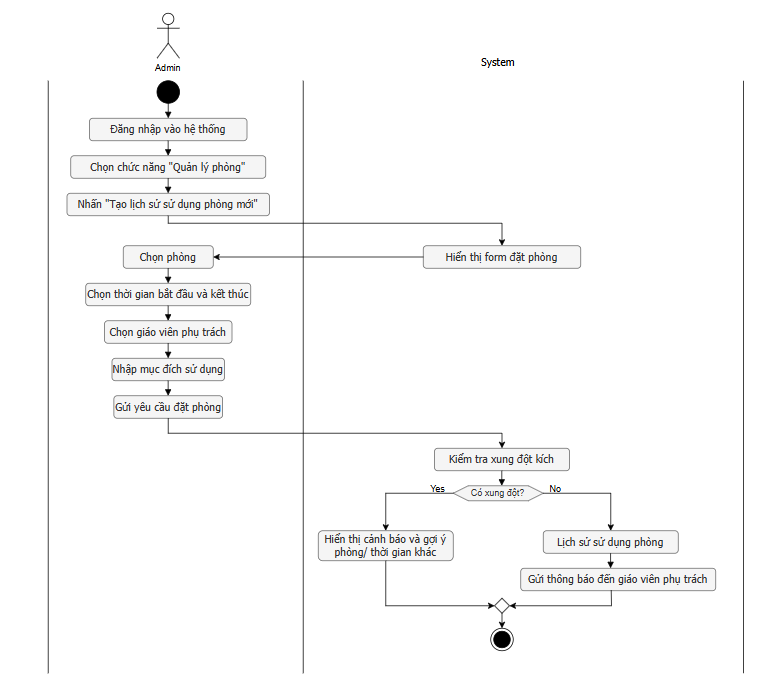 Admin
System
Đăng nhập vào hệ thống
Chọn chức năng "Quản lý phòng"
Nhấn "Tạo lịch sử sử dụng phòng mới"
Hiển thị form đặt phòng
Chọn phòng
Chọn thời gian bắt đầu và kết thúc
Chọn giáo viên phụ trách
Nhập mục đích sử dụng
Gửi yêu cầu đặt phòng
Kiểm tra xung đột kích
Có xung đột?
Yes
No
Hiển thị cảnh báo và gợi ý
phòng/ thời gian khác
Lịch sử sử dụng phòng
Gửi thông báo đến giáo viên phụ trách